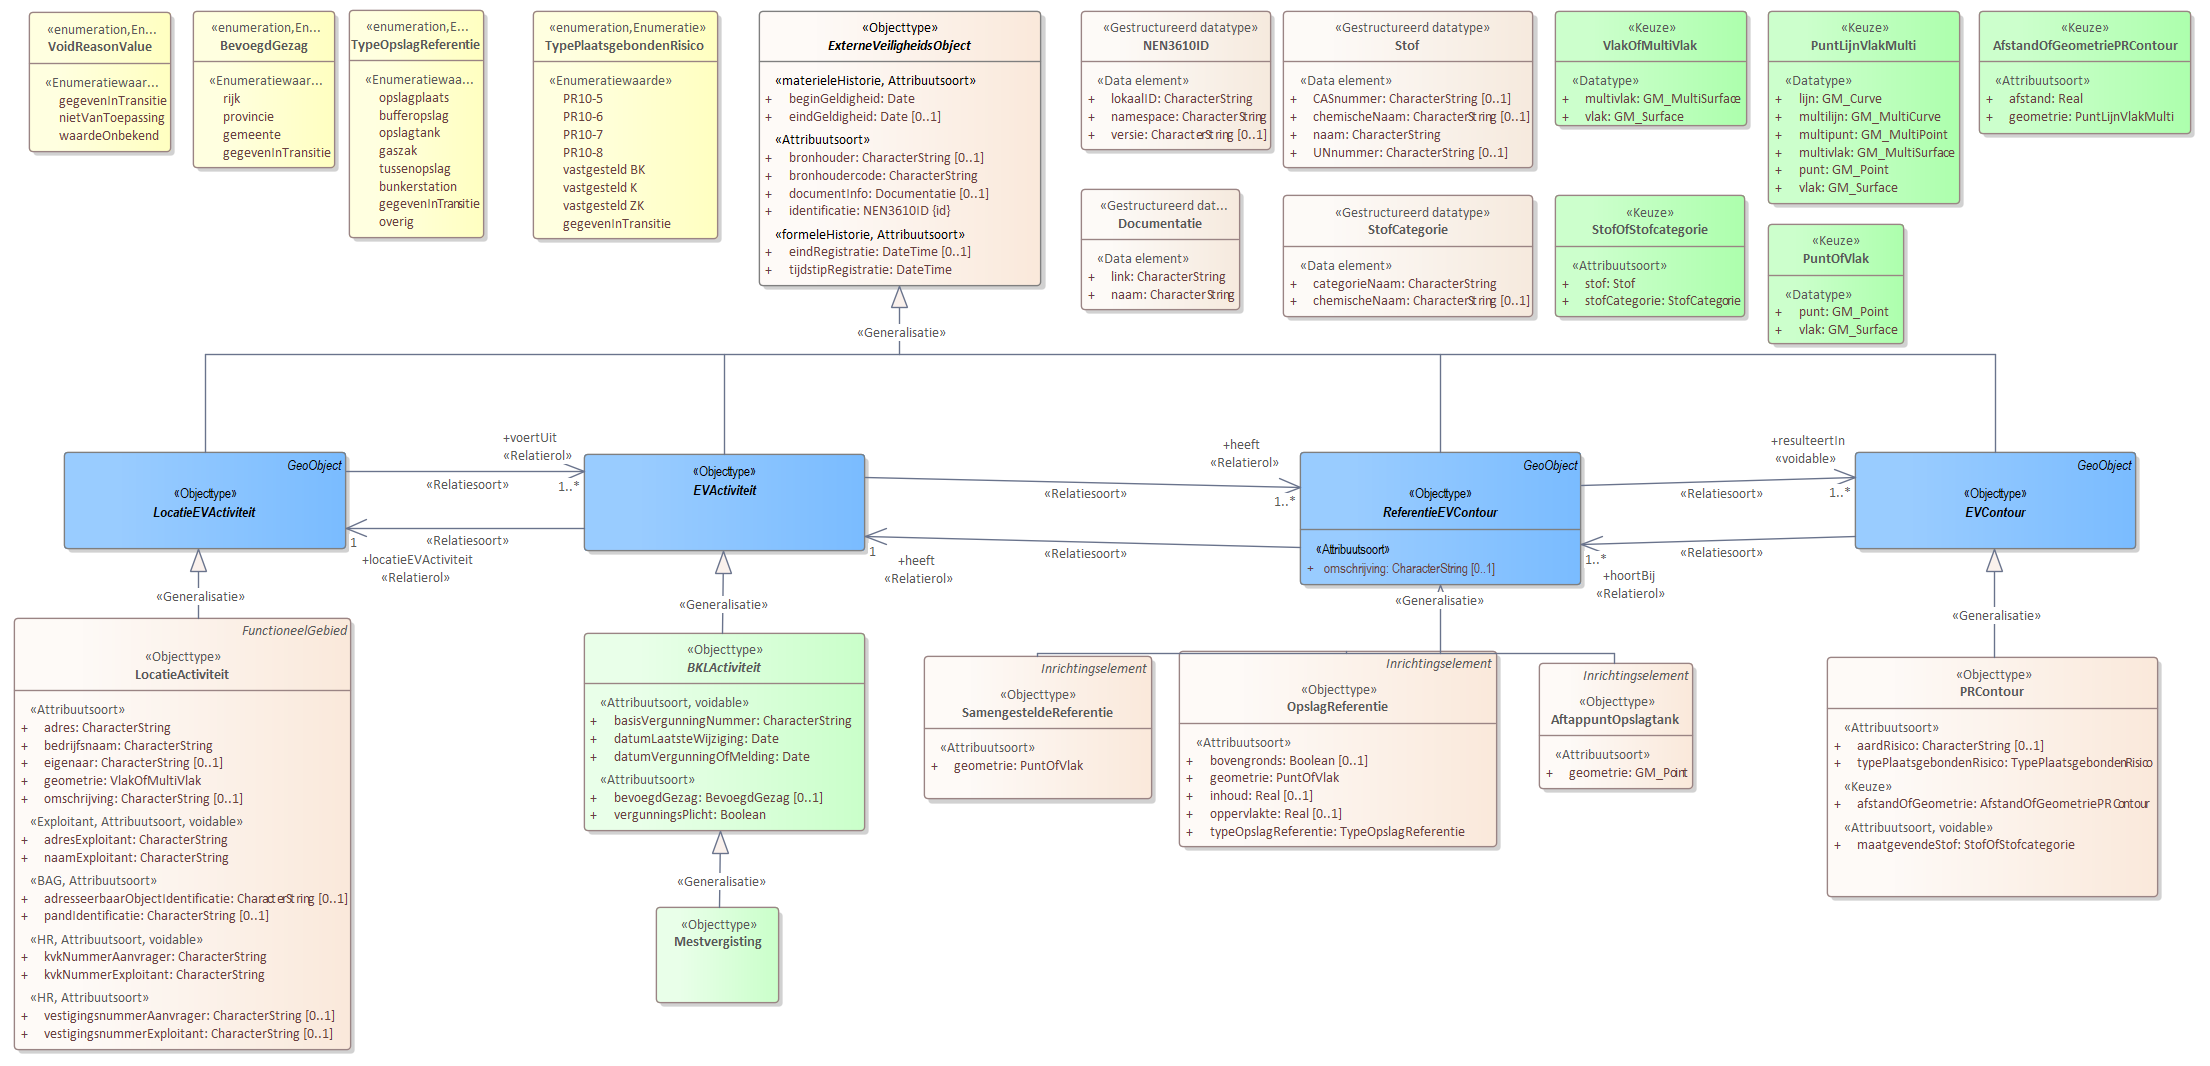 «enumeration,En...
VoidReasonValue
«Enumeratiewaar...
gegevenInTransitie
nietVanToepassing
waardeOnbekend
«enumeration,En...
BevoegdGezag
«Enumeratiewaar...
rijk
provincie
gemeente
gegevenInTransitie
«enumeration,E...
TypeOpslagReferentie
«Enumeratiewaa...
opslagplaats
bufferopslag
opslagtank
gaszak
tussenopslag
bunkerstation
gegevenInTransitie
overig
«enumeration,Enumeratie»
TypePlaatsgebondenRisico
«Enumeratiewaarde»
PR10-5
PR10-6
PR10-7
PR10-8
vastgesteld BK
vastgesteld K
vastgesteld ZK
gegevenInTransitie
«Objecttype»
ExterneVeiligheidsObject
«materieleHistorie, Attribuutsoort»
+ beginGeldigheid: Date
+ eindGeldigheid: Date [0..1]
«Attribuutsoort»
+ bronhouder: CharacterString [0..1]
+ bronhoudercode: CharacterString
+ documentInfo: Documentatie [0..1]
+ identificatie: NEN3610ID {id}
«formeleHistorie, Attribuutsoort»
+ eindRegistratie: DateTime [0..1]
+ tijdstipRegistratie: DateTime
«Gestructureerd datatype»
NEN3610ID
«Data element»
+ lokaalID: CharacterString
+ namespace: CharacterString
+ versie: CharacterString [0..1]
«Gestructureerd dat...
Documentatie
«Data element»
+ link: CharacterString
+ naam: CharacterString
«Gestructureerd datatype»
Stof
«Data element»
+ CASnummer: CharacterString [0..1]
+ chemischeNaam: CharacterString [0..1]
+ naam: CharacterString
+ UNnummer: CharacterString [0..1]
«Gestructureerd datatype»
StofCategorie
«Data element»
+ categorieNaam: CharacterString
+ chemischeNaam: CharacterString [0..1]
«Keuze»
VlakOfMultiVlak
«Datatype»
+ multivlak: GM_MultiSurface
+ vlak: GM_Surface
«Keuze»
StofOfStofcategorie
«Attribuutsoort»
+ stof: Stof
+ stofCategorie: StofCategorie
«Keuze»
PuntLijnVlakMulti
«Datatype»
+ lijn: GM_Curve
+ multilijn: GM_MultiCurve
+ multipunt: GM_MultiPoint
+ multivlak: GM_MultiSurface
+ punt: GM_Point
+ vlak: GM_Surface
«Keuze»
PuntOfVlak
«Datatype»
+ punt: GM_Point
+ vlak: GM_Surface
«Keuze»
AfstandOfGeometriePRContour
«Attribuutsoort»
+ afstand: Real
+ geometrie: PuntLijnVlakMulti
«Generalisatie»
GeoObject
«Objecttype»
LocatieEVActiviteit
+voertUit
«Relatierol»
1..*
«Relatiesoort»
«Relatiesoort»
1
+locatieEVActiviteit
«Relatierol»
«Objecttype»
EVActiviteit
+heeft
«Relatierol»
1..*
«Relatiesoort»
«Relatiesoort»
1
+heeft
«Relatierol»
GeoObject
«Objecttype»
ReferentieEVContour
«Attribuutsoort»
+ omschrijving: CharacterString [0..1]
+resulteertIn
«voidable»
1..*
«Relatiesoort»
«Relatiesoort»
1..*
+hoortBij
«Relatierol»
GeoObject
«Objecttype»
EVContour
«Generalisatie»
FunctioneelGebied
«Objecttype»
LocatieActiviteit
«Attribuutsoort»
+ adres: CharacterString
+ bedrijfsnaam: CharacterString
+ eigenaar: CharacterString [0..1]
+ geometrie: VlakOfMultiVlak
+ omschrijving: CharacterString [0..1]
«Exploitant, Attribuutsoort, voidable»
+ adresExploitant: CharacterString
+ naamExploitant: CharacterString
«BAG, Attribuutsoort»
+ adresseerbaarObjectIdentificatie: CharacterString [0..1]
+ pandIdentificatie: CharacterString [0..1]
«HR, Attribuutsoort, voidable»
+ kvkNummerAanvrager: CharacterString
+ kvkNummerExploitant: CharacterString
«HR, Attribuutsoort»
+ vestigingsnummerAanvrager: CharacterString [0..1]
+ vestigingsnummerExploitant: CharacterString [0..1]
«Generalisatie»
«Objecttype»
BKLActiviteit
«Attribuutsoort, voidable»
+ basisVergunningNummer: CharacterString
+ datumLaatsteWijziging: Date
+ datumVergunningOfMelding: Date
«Attribuutsoort»
+ bevoegdGezag: BevoegdGezag [0..1]
+ vergunningsPlicht: Boolean
«Generalisatie»
«Objecttype»
Mestvergisting
«Generalisatie»
Inrichtingselement
«Objecttype»
SamengesteldeReferentie
«Attribuutsoort»
+ geometrie: PuntOfVlak
Inrichtingselement
«Objecttype»
OpslagReferentie
«Attribuutsoort»
+ bovengronds: Boolean [0..1]
+ geometrie: PuntOfVlak
+ inhoud: Real [0..1]
+ oppervlakte: Real [0..1]
+ typeOpslagReferentie: TypeOpslagReferentie
Inrichtingselement
«Objecttype»
AftappuntOpslagtank
«Attribuutsoort»
+ geometrie: GM_Point
«Generalisatie»
«Objecttype»
PRContour
«Attribuutsoort»
+ aardRisico: CharacterString [0..1]
+ typePlaatsgebondenRisico: TypePlaatsgebondenRisico
«Keuze»
+ afstandOfGeometrie: AfstandOfGeometriePRContour
«Attribuutsoort, voidable»
+ maatgevendeStof: StofOfStofcategorie